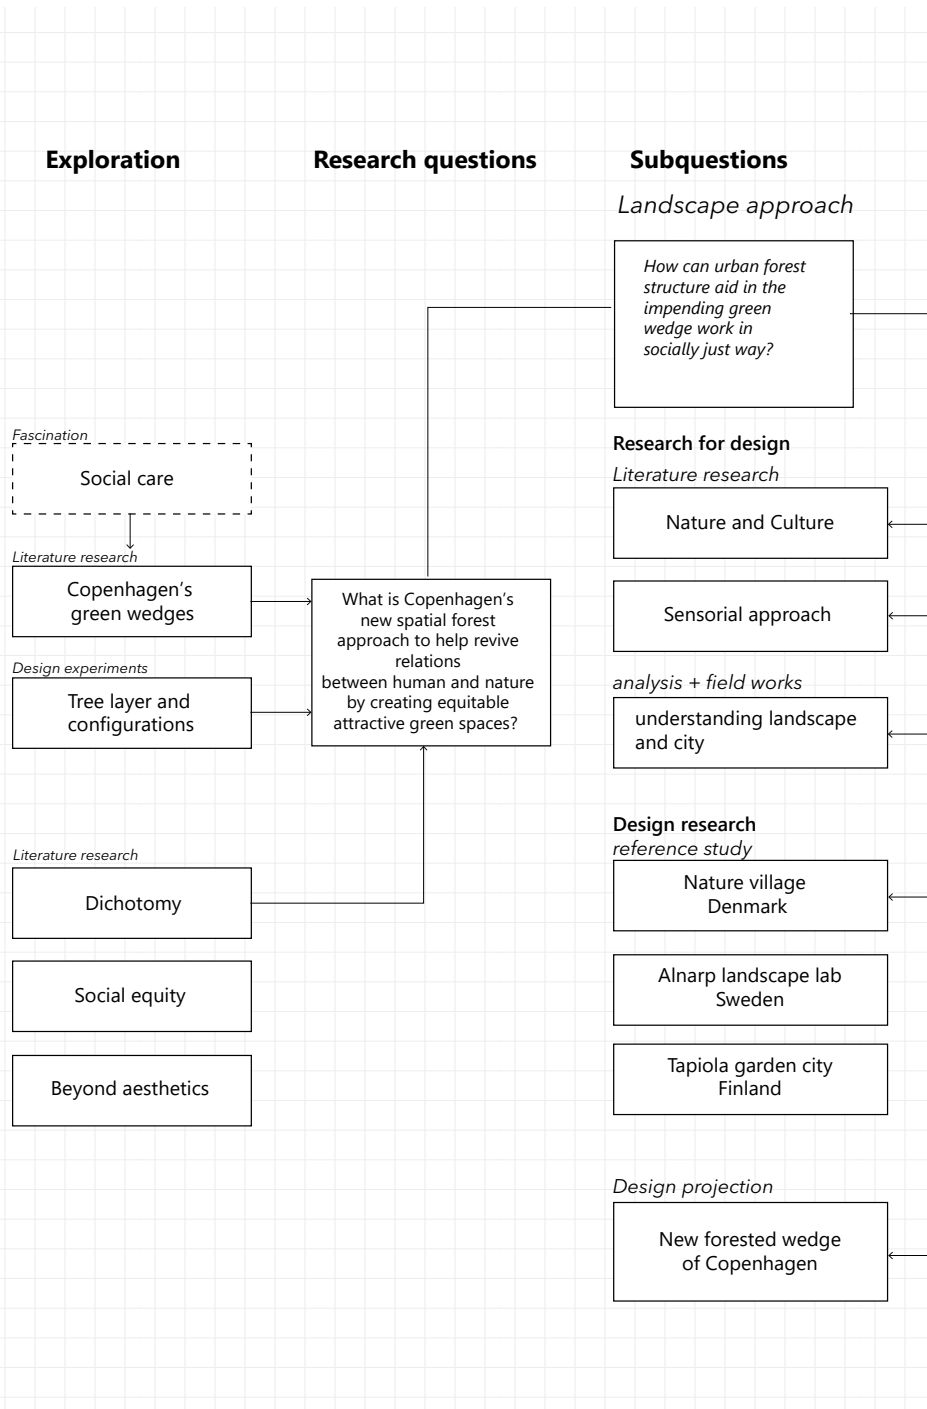 Exploration
Research questions
Subquestions
Landscape approach
How can urban forest
structure aid in the
impending green
wedge work in
socially just way?
Fascination
Social care
Literature research
Copenhagen's
green wedges
Design experiments
Tree layer and
configurations
Literature research
Dichotomy
Social equity
Beyond aesthetics
What is Copenhagen's
new spatial forest
approach to help revive
relations
between human and nature
by creating equitable
attractive green spaces?
Research for design
Literature research
Nature and Culture
Sensorial approach
analysis + field works
understanding landscape
and city
Design research
reference study
Nature village
Denmark
Alnarp landscape lab
Sweden
Tapiola garden city
Finland
Design projection
New forested wedge
of Copenhagen